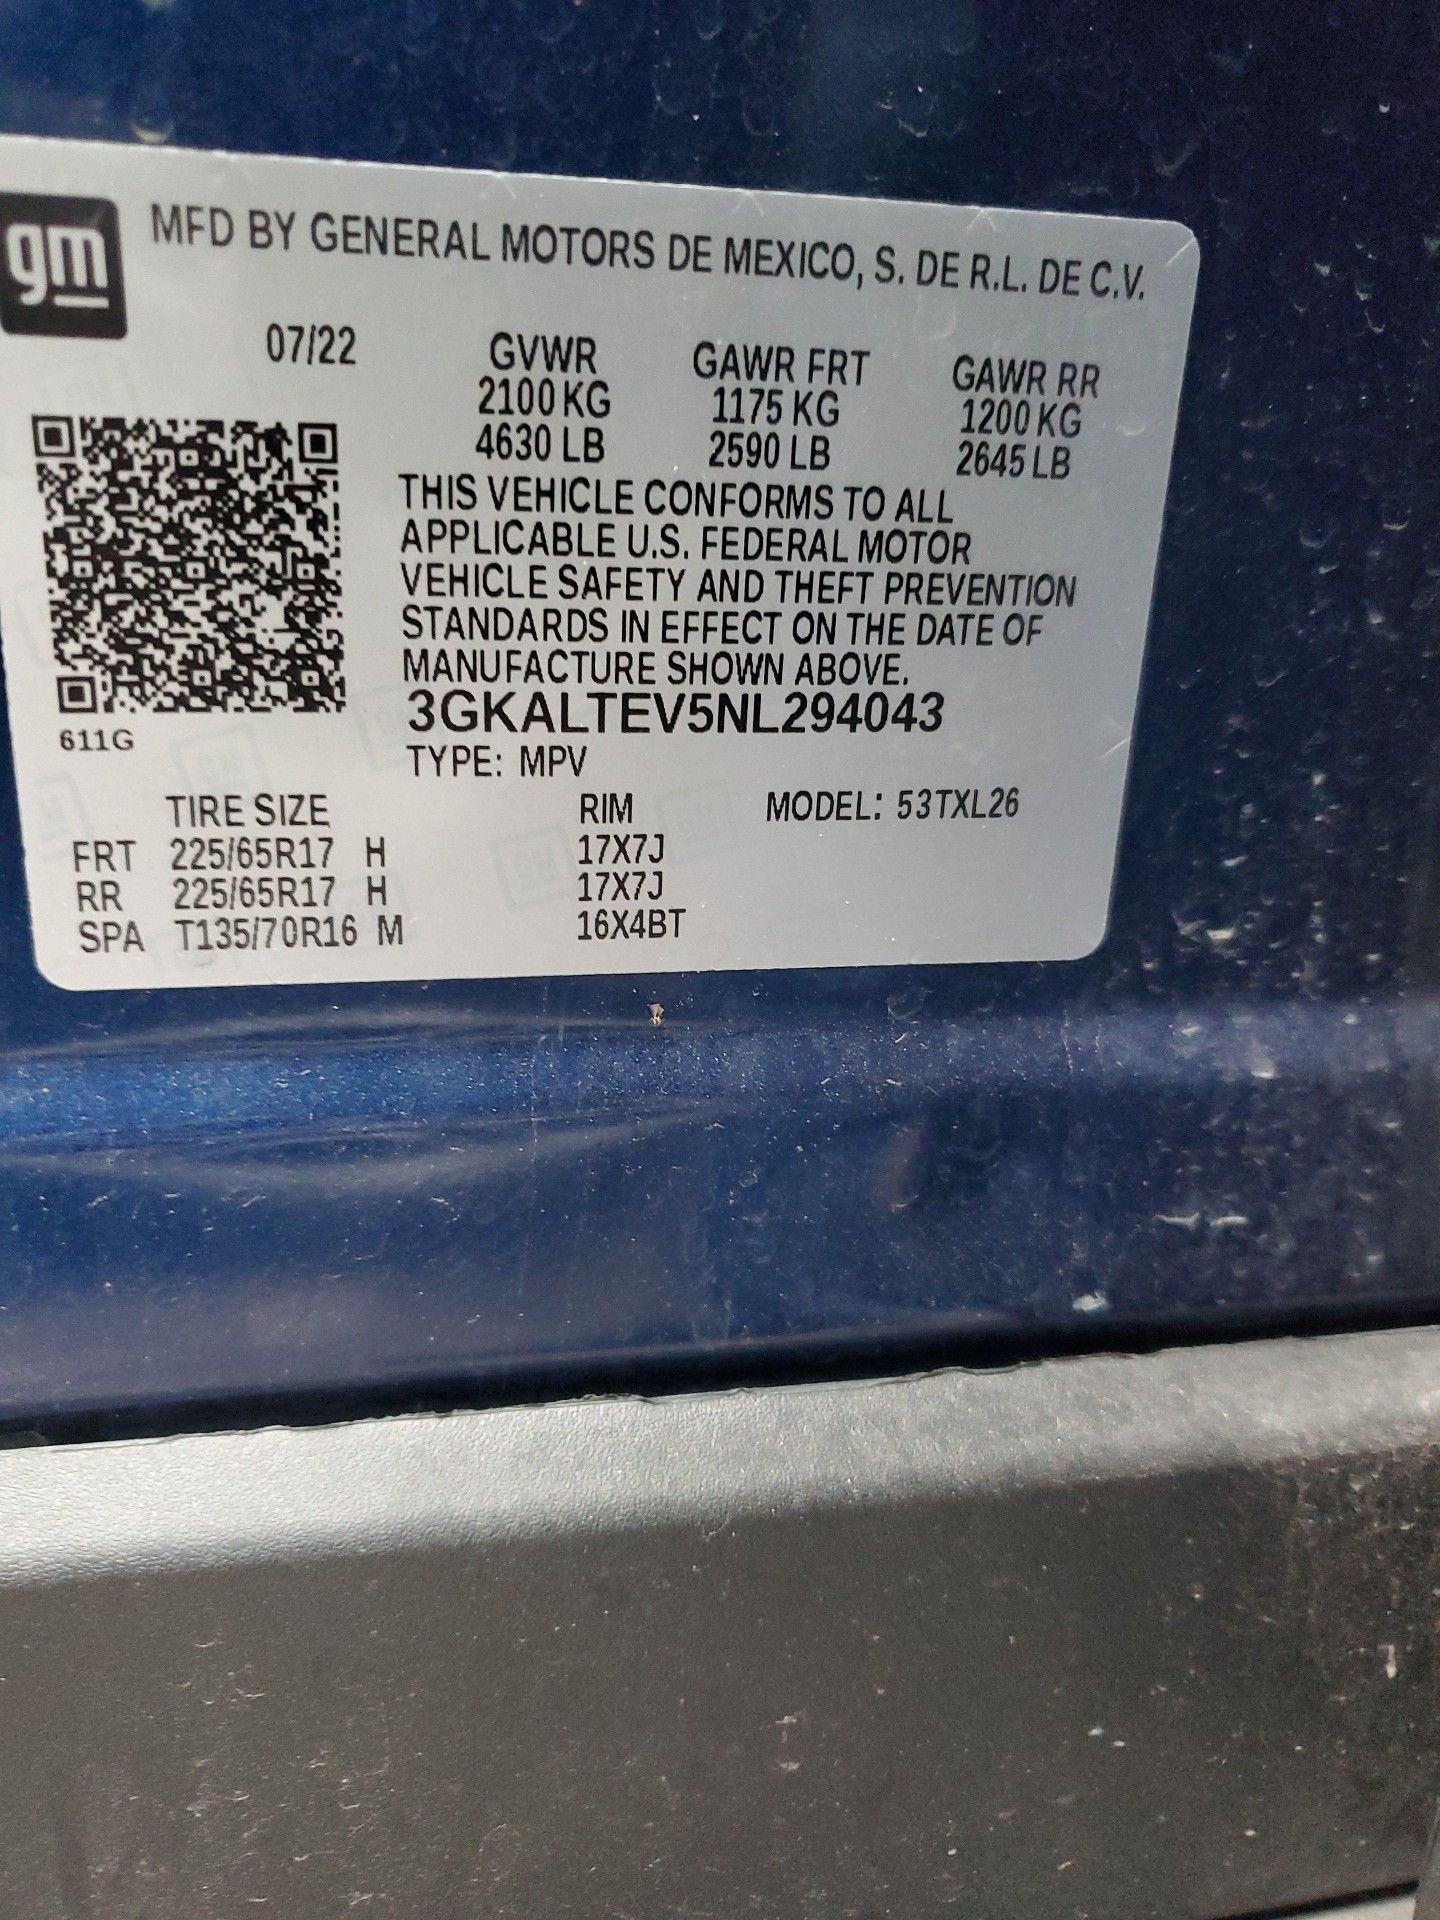 gm
MFD BY GENERAL MOTORS DE MEXICO, S. DE R.L. DE C.V.
07/22 GVWR GAWR FRT GAWR RR
2100 KG 1175 KG 1200 KG
4630 LB 2590 LB 2645 LB
THIS VEHICLE CONFORMS TO ALL
APPLICABLE U.S. FEDERAL MOTOR
VEHICLE SAFETY AND THEFT PREVENTION
STANDARDS IN EFFECT ON THE DATE OF
MANUFACTURE SHOWN ABOVE.
3GKALTEV5NL294043
611G
TYPE: MPV
TIRE SIZE RIM MODEL: 53TXL26
FRT 225/65R17 H 17X7J
RR 225/65R17 H 17X7J
SPA T135/70R16 M 16X4BT